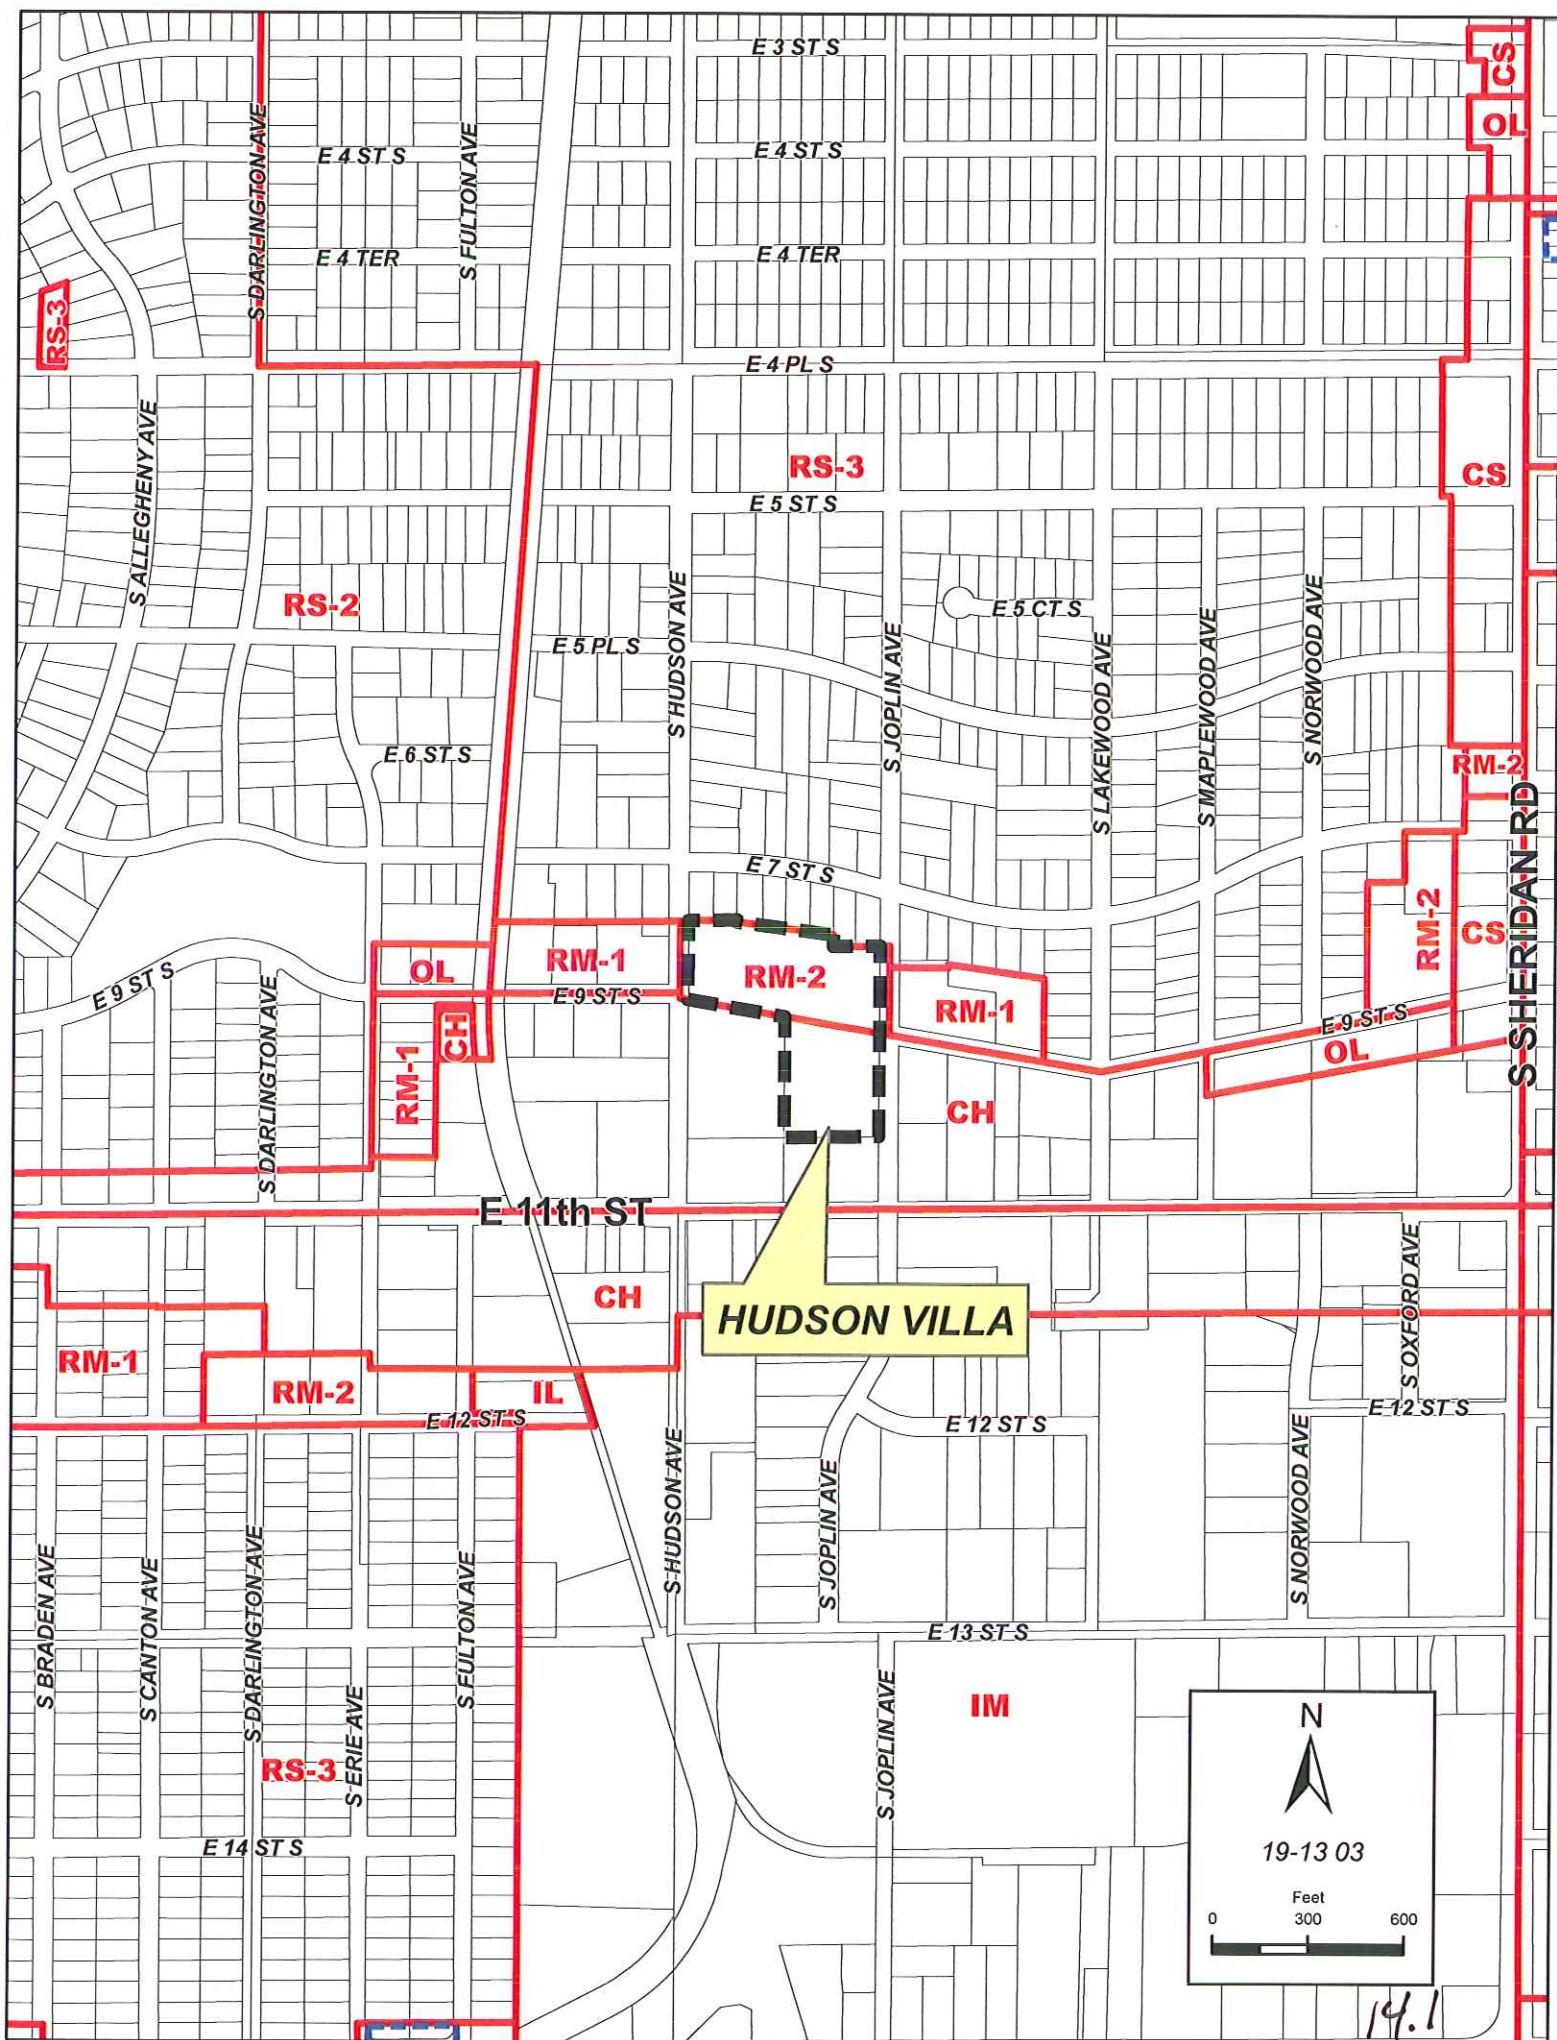 E 3 ST S
CS
OL
S DARLINGTON AVE
E 4 ST S
S FULTON AVE
E 4 ST S
E 4 TER
E 4 TER
RS-3
E 4 PL S
S ALLEGHENY AVE
RS-3
CS
E 5 ST S
RS-2
S HUDSON AVE
E 5 CT S
E 5 PL S
S JOPLIN AVE
S LAKEWOOD AVE
S MAPLEWOOD AVE
S NORWOOD AVE
E 6 ST S
RM-2
S SHERIDAN RD
E 7 ST S
RM-2
CS
OL
RM-1
RM-2
E 9 ST S
E 9 ST S
RM-1
E 9 ST S
S DARLINGTON AVE
CH
RM-1
OL
CH
E 11th ST
CH
HUDSON VILLA
S OXFORD AVE
RM-1
RM-2
IL
E 12 ST S
E 12 ST S
E 12 ST S
S HUDSON AVE
S JOPLIN AVE
S NORWOOD AVE
S BRADEN AVE
S CANTON AVE
S DARLINGTON AVE
S FULTON AVE
E 13 ST S
S ERIE AVE
S JOPLIN AVE
IM
RS-3
E 14 ST S
N
19-13 03
Feet
0 300 600
14.1